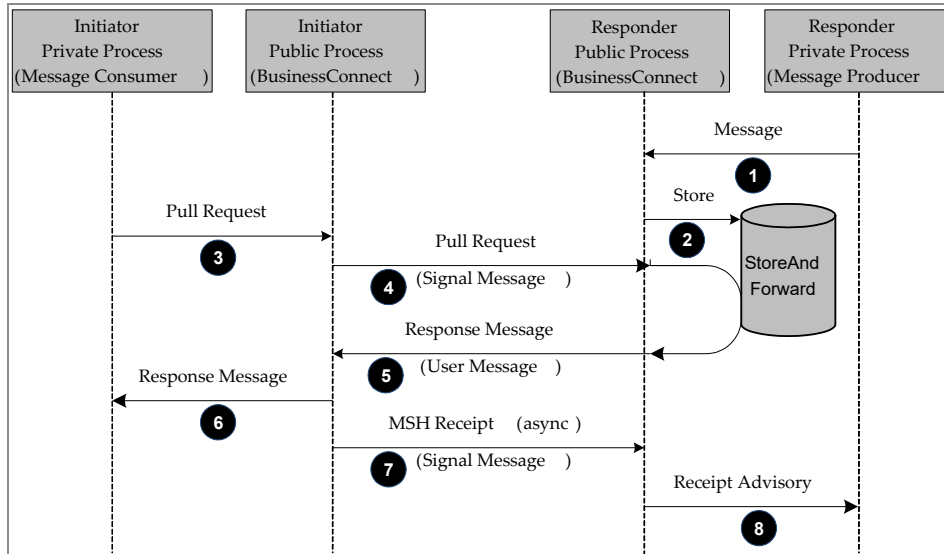 Initiator
Private Process
(Message Consumer )
Initiator
Public Process
(BusinessConnect )
Responder
Public Process
(BusinessConnect )
Responder
Private Process
(Message Producer )
Message
1
Store
2
StoreAnd
Forward
Pull Request
3
Pull Request
4
(Signal Message )
Response Message
5
(User Message )
Response Message
6
MSH Receipt (async )
7
(Signal Message )
Receipt Advisory
8